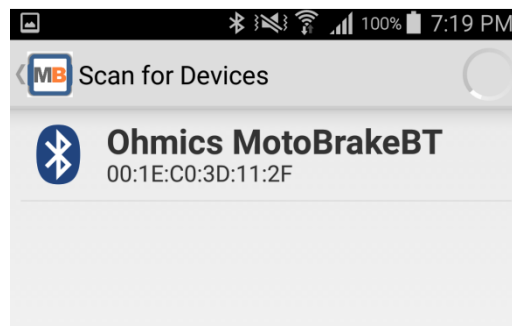 100% 7:19 PM
MB Scan for Devices
Ohmics MotoBrakeBT
00:1E:C0:3D:11:2F